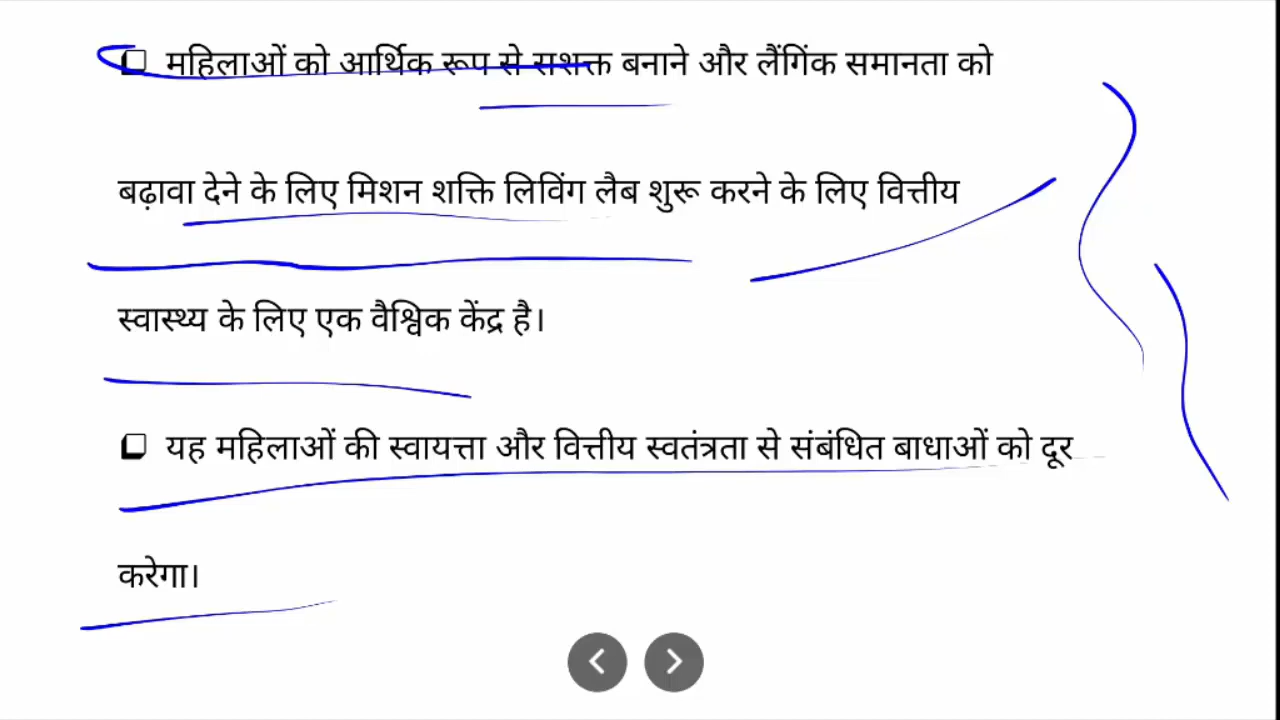 ❑ महिलाओं को आर्थिक रूप से सशक्त बनाने और लैंगिंक समानता को
बढ़ावा देने के लिए मिशन शक्ति लिविंग लैब शुरू करने के लिए वित्तीय
स्वास्थ्य के लिए एक वैश्विक केंद्र है।
❑ यह महिलाओं की स्वायत्ता और वित्तीय स्वतंत्रता से संबंधित बाधाओं को दूर
करेगा।